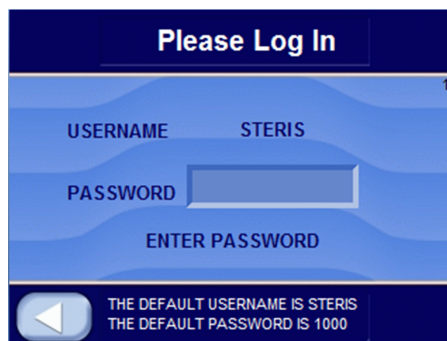 Please Log In
USERNAME STERIS
PASSWORD
ENTER PASSWORD
THE DEFAULT USERNAME IS STERIS
THE DEFAULT PASSWORD IS 1000